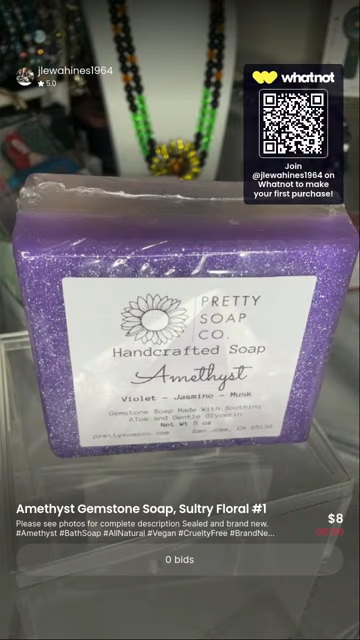 jlewahines1964
★ 5.0
whatnot
Join
@jlewahines1964 on
Whatnot to make
your first purchase!
PRETTY
SOAP
CO.
Handcrafted Soap
Amethyst
Violet - Jasmine - Musk
Gemstone Soap Made With Soothing
Aloe and Gentle Glycerin
Net Wt 5 oz
San Jose, CA
Amethyst Gemstone Soap, Sultry Floral #1
$8
Please see photos for complete description Sealed and brand new.
#Amethyst #BathSoap #AllNatural #Vegan #CrueltyFree #BrandNe...
0 bids